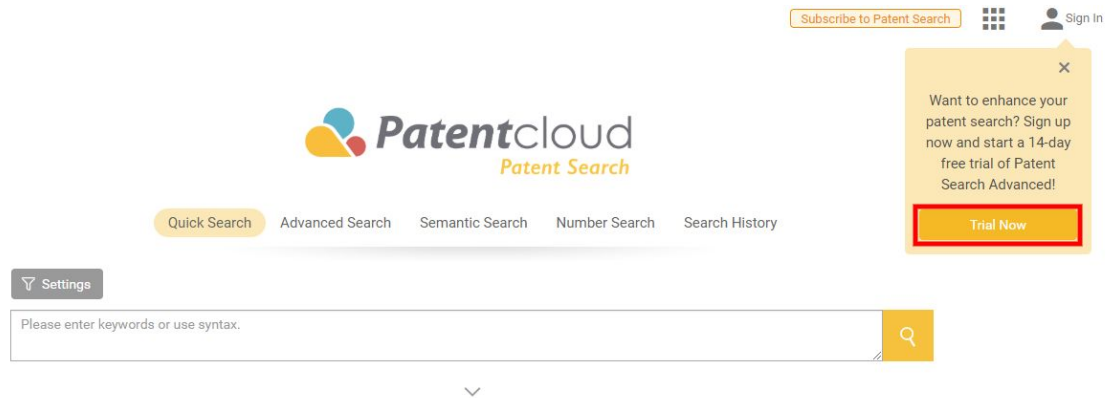 Subscribe to Patent Search
Sign In
Want to enhance your
patent search? Sign up
now and start a 14-day
free trial of Patent
Search Advanced!
Trial Now
Patentcloud
Patent Search
Quick Search Advanced Search Semantic Search Number Search Search History
Settings
Please enter keywords or use syntax.